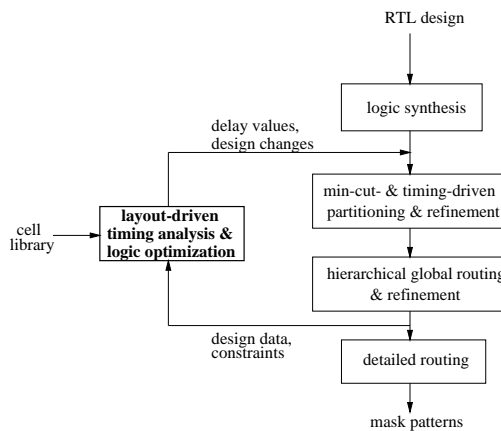 RTL design
logic synthesis
delay values,
design changes
min-cut- & timing-driven
partitioning & refinement
layout-driven
timing analysis &
logic optimization
cell
library
hierarchical global routing
& refinement
design data,
constraints
detailed routing
mask patterns